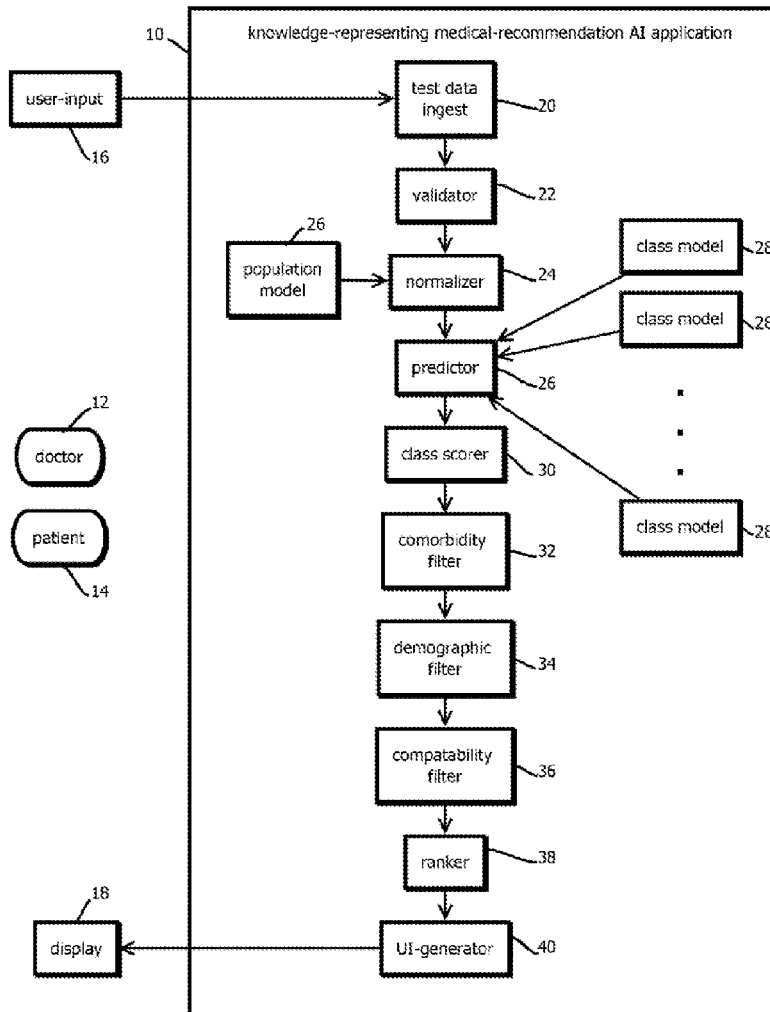 10
knowledge-representing medical-recommendation AI application
user-input
16
test data
ingest
20
validator
22
26
population
model
normalizer
24
class model
28
class model
28
predictor
26
12
doctor
class scorer
30
class model
28
patient
14
comorbidity
filter
32
demographic
filter
34
compatability
filter
36
ranker
38
18
display
UI-generator
40